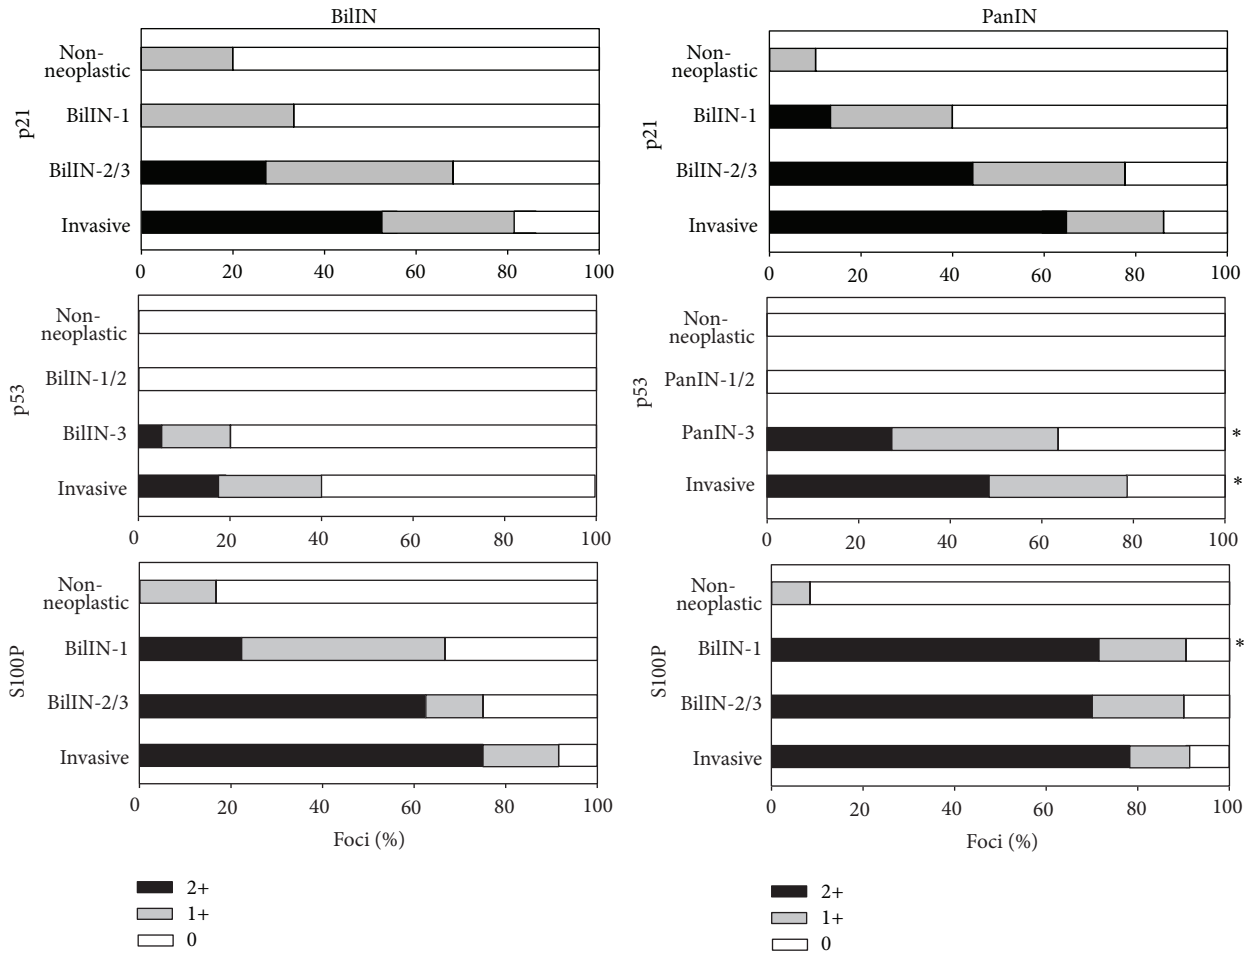 BilIN
p21
Non-
neoplastic
BilIN-1
BilIN-2/3
Invasive
0 20 40 60 80 100
p53
Non-
neoplastic
BilIN-1/2
BilIN-3
Invasive
0 20 40 60 80 100
S100P
Non-
neoplastic
BilIN-1
BilIN-2/3
Invasive
0 20 40 60 80 100
Foci (%)
2+
1+
0
PanIN
p21
Non-
neoplastic
BilIN-1
BilIN-2/3
Invasive
0 20 40 60 80 100
p53
Non-
neoplastic
PanIN-1/2
PanIN-3 *
Invasive *
0 20 40 60 80 100
S100P
Non-
neoplastic
BilIN-1 *
BilIN-2/3
Invasive
0 20 40 60 80 100
Foci (%)
2+
1+
0